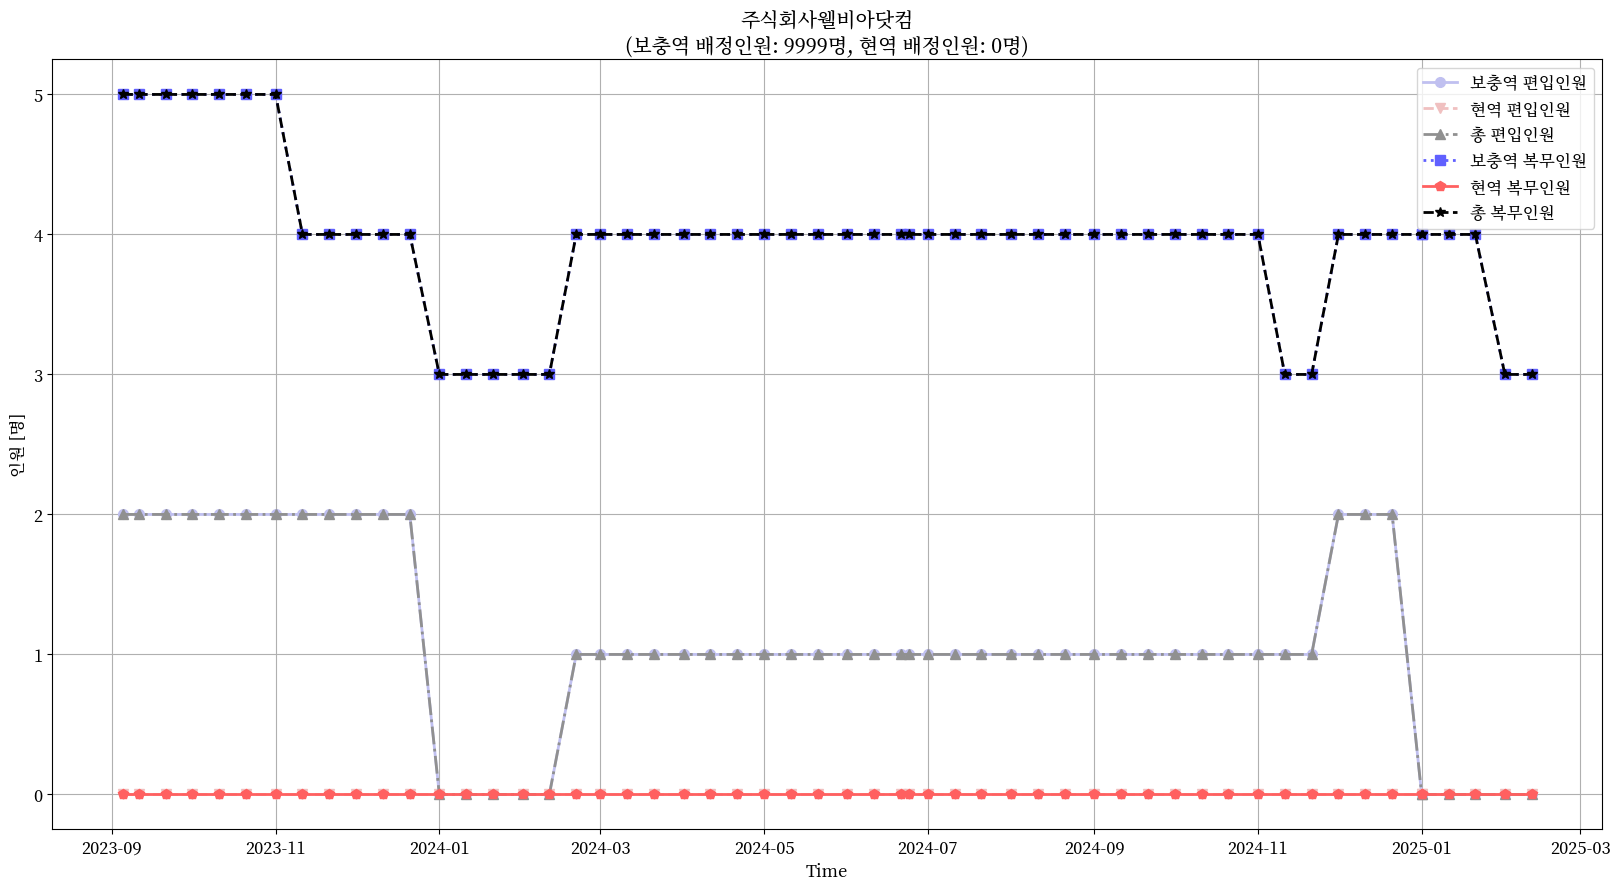 주식회사웰비아닷컴
(보충역 배정인원: 9999명, 현역 배정인원: 0명)
보충역 편입인원
현역 편입인원
총 편입인원
보충역 복무인원
현역 복무인원
총 복무인원
인원 [명]
5
4
3
2
1
0
2023-09
2023-11
2024-01
2024-03
2024-05
2024-07
2024-09
2024-11
2025-01
2025-03
Time